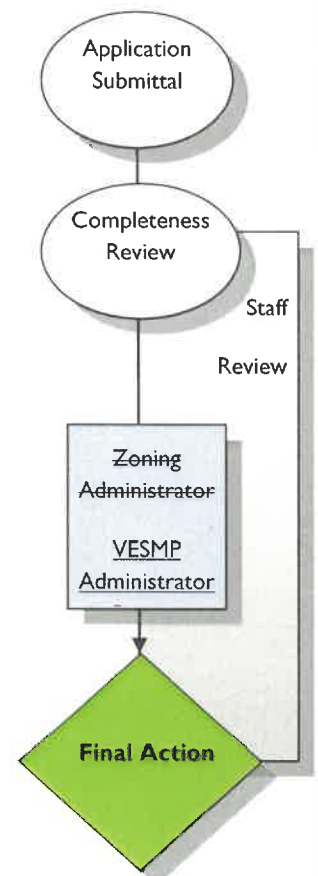 Application
Submittal
Completeness
Review
Staff
Review
Zoning
Administrator
VESMP
Administrator
Final Action